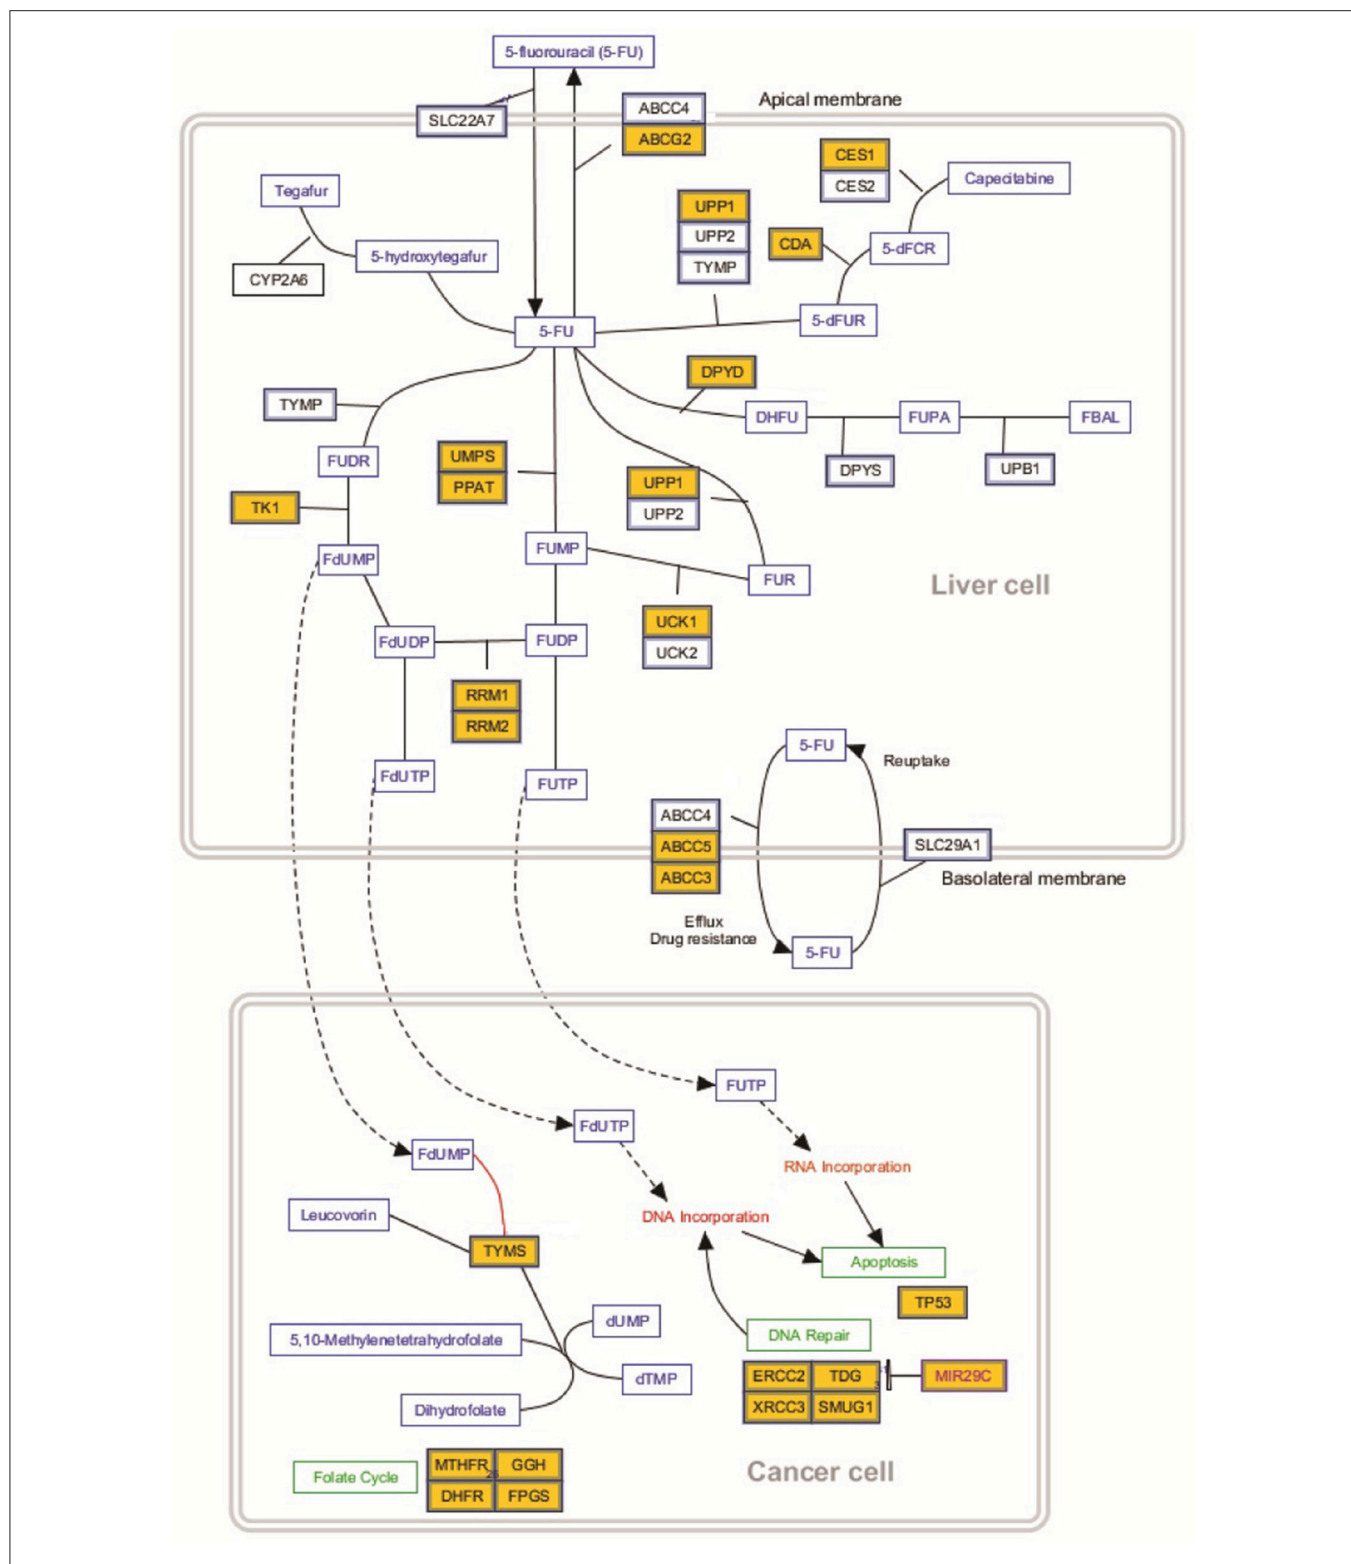 5-fluorouracil (5-FU)
SLC22A7
ABCC4
ABCG2
Apical membrane
CES1
CES2
Capecitabine
Tegafur
UPP1
UPP2
TYMP
CDA
5-dFCR
5-hydroxytegafur
CYP2A6
5-FU
5-dFUR
DPYD
TYMP
DHFU
FUPA
FBAL
FUDR
UMPS
PPAT
DPYS
UPB1
UPP1
UPP2
TK1
FdUMP
FUMP
FUR
Liver cell
UCK1
UCK2
FdUDP
FUDP
RRM1
RRM2
5-FU
Reuptake
FdUTP
FUTP
ABCC4
ABCC5
ABCC3
SLC29A1
Basolateral membrane
Efflux
Drug resistance
5-FU
FUTP
FdUTP
FdUMP
RNA Incorporation
Leucovorin
DNA Incorporation
TYMS
Apoptosis
TP53
dUMP
DNA Repair
5,10-Methylenetetrahydrofolate
ERCC2
TDG
MIR29C
dTMP
XRCC3
SMUG1
Dihydrofolate
MTHFR
GGH
Folate Cycle
Cancer cell
DHFR
FPGS